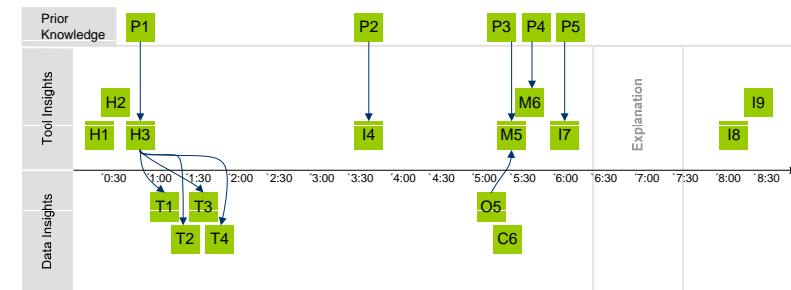 Prior
Knowledge
P1
P2
P3
P4
P5
Tool Insights
H1
H2
H3
I4
M5
M6
I7
Explanation
I8
I9
`0:30
`1:00
`1:30
`2:00
`3:00
`3:30
`4:00
`4:30
`5:00
`5:30
`6:00
`6:30
7:00
`7:30
`8:00
`8:30
Data Insights
T1
T2
T3
T4
O5
C6